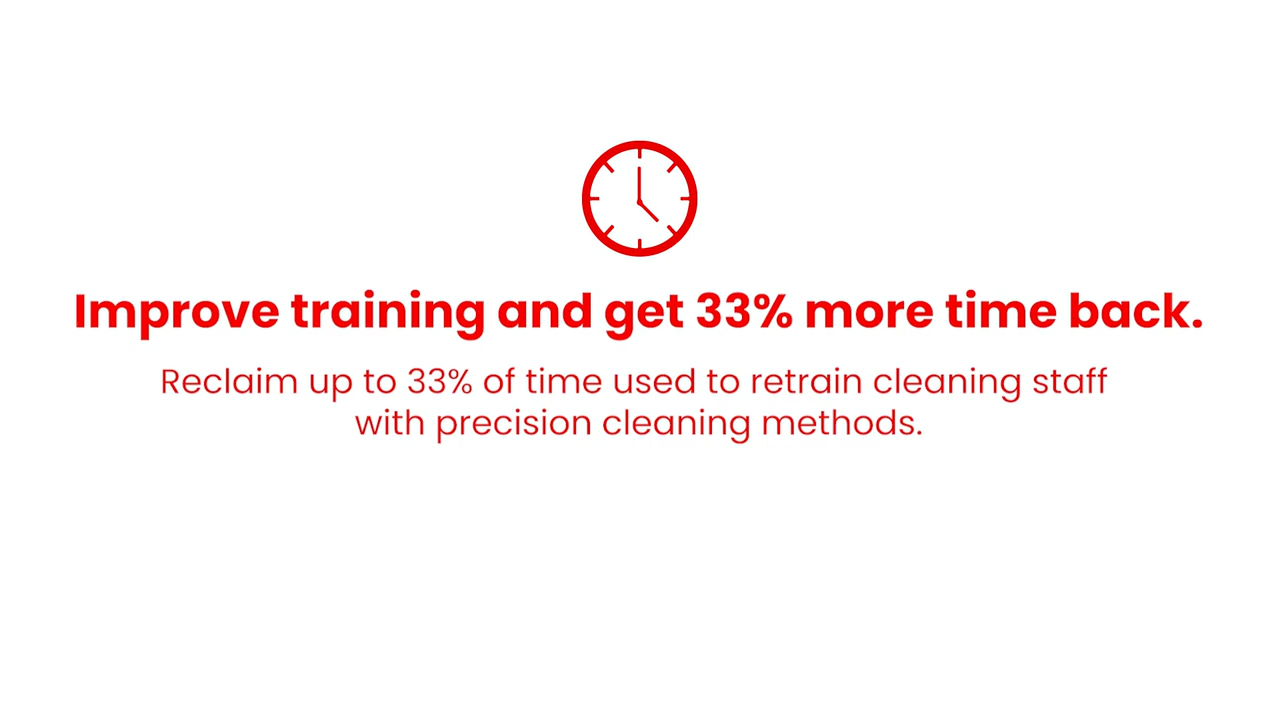 Improve training and get 33% more time back.
Reclaim up to 33% of time used to retrain cleaning staff
with precision cleaning methods.